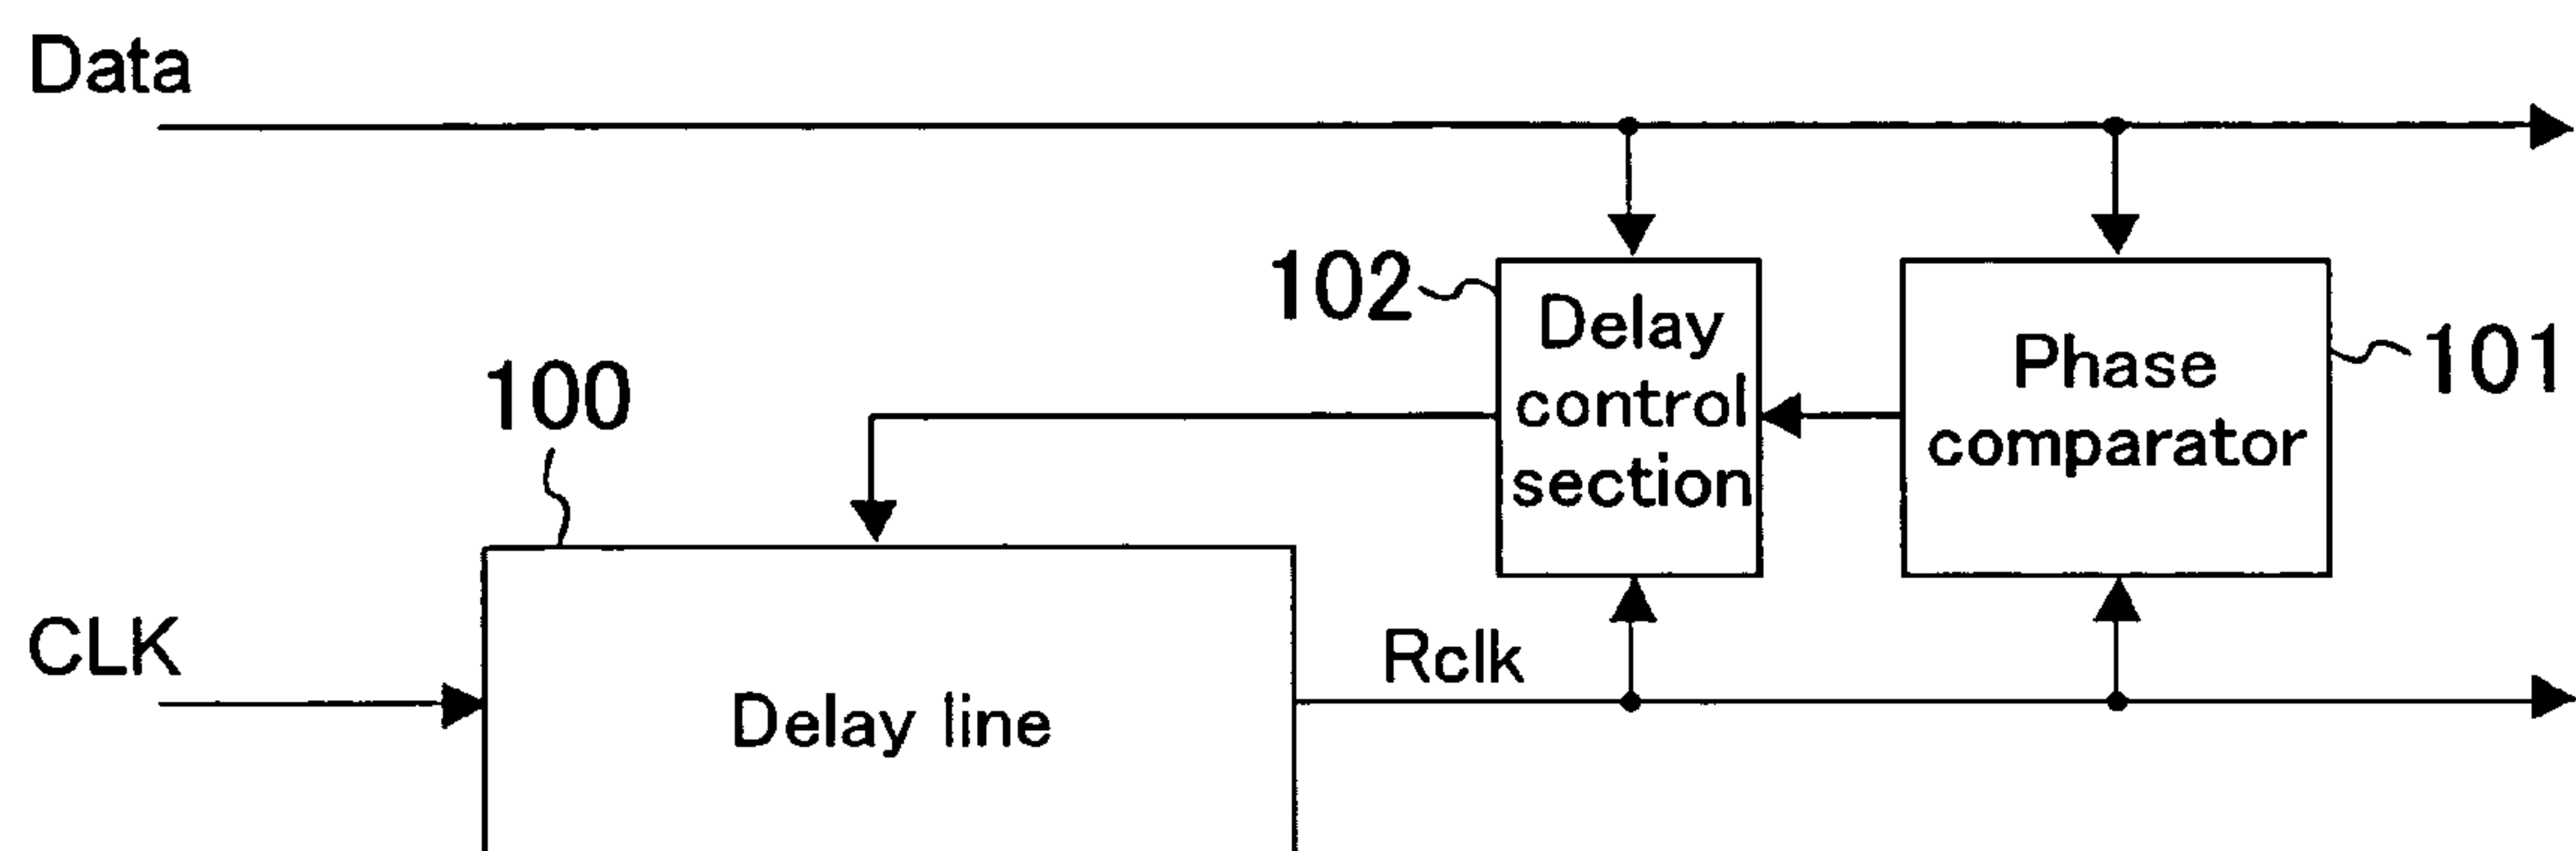 Data
102
Delay
control
section
Phase
comparator
101
100
CLK
Delay line
Rclk